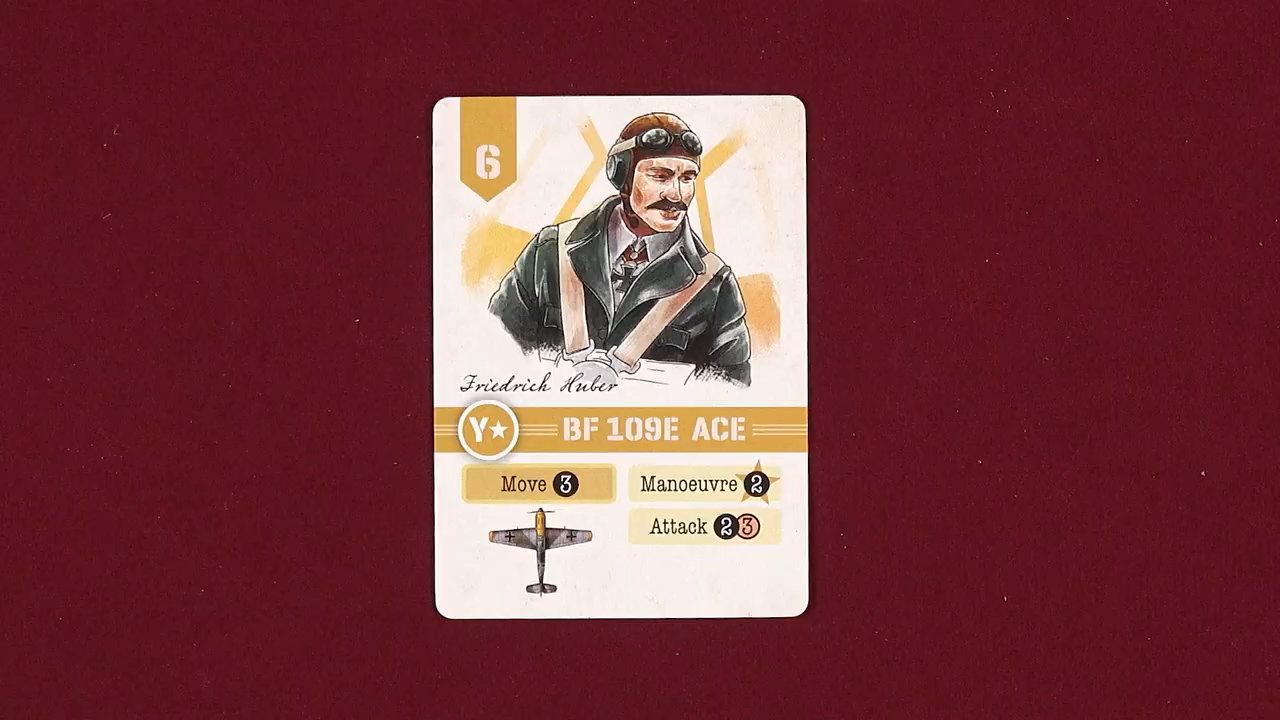 6
Friedrich Huber
Y★ BF 109E ACE
Move 3
Manoeuvre 2
Attack 2 3